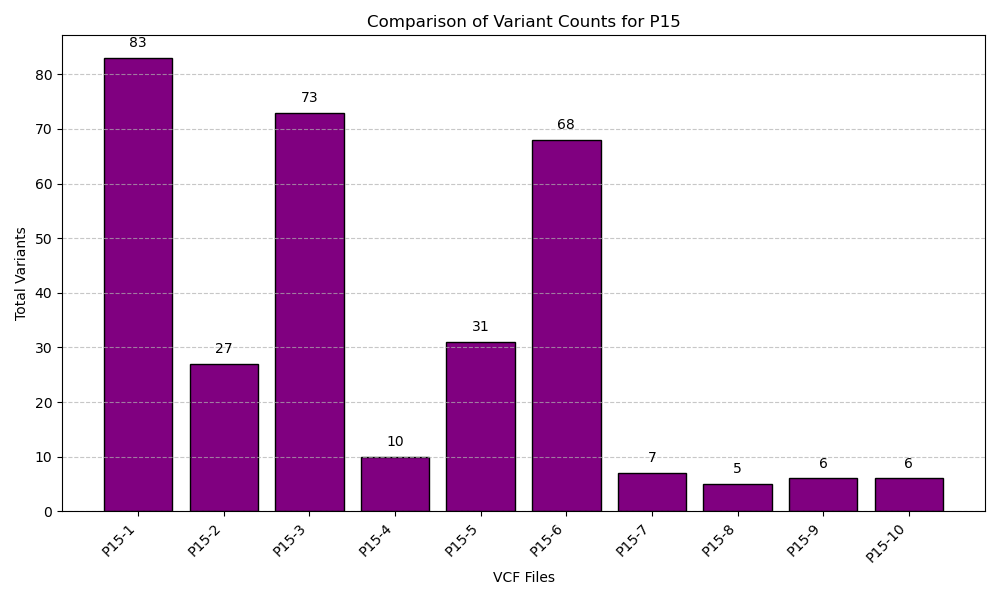 Comparison of Variant Counts for P15
Total Variants
80
70
60
50
40
30
20
10
0
83
27
73
10
31
68
7
5
6
6
P15-1
P15-2
P15-3
P15-4
P15-5
P15-6
P15-7
P15-8
P15-9
P15-10
VCF Files